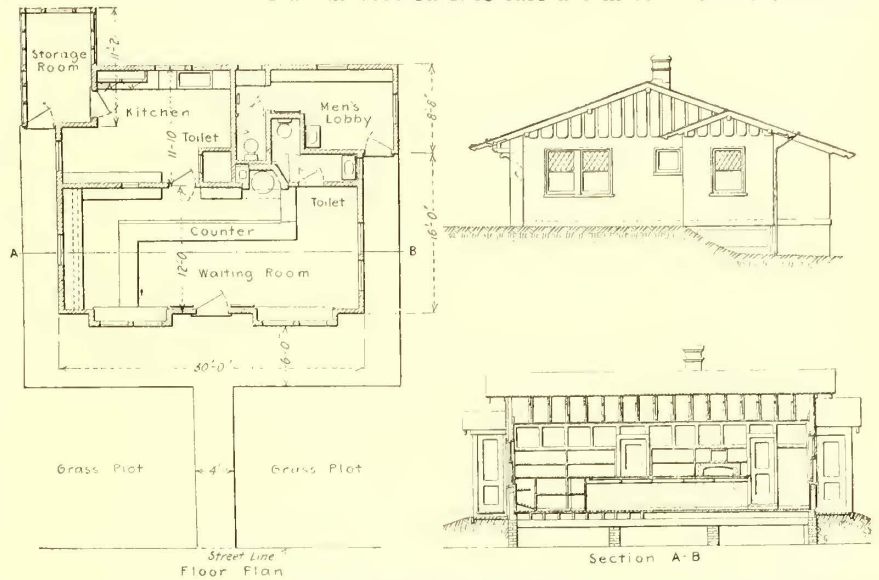 Storage
Room
11'-2"
Kitchen
Toilet
11'-10"
Men's
Lobby
8'-8"
Toilet
Counter
A
B
12'-0
Waiting Room
16'-0"
30'-0"
6'-0"
Grass Plot
4'
Grass Plot
Street Line
Floor Plan
Section A-B